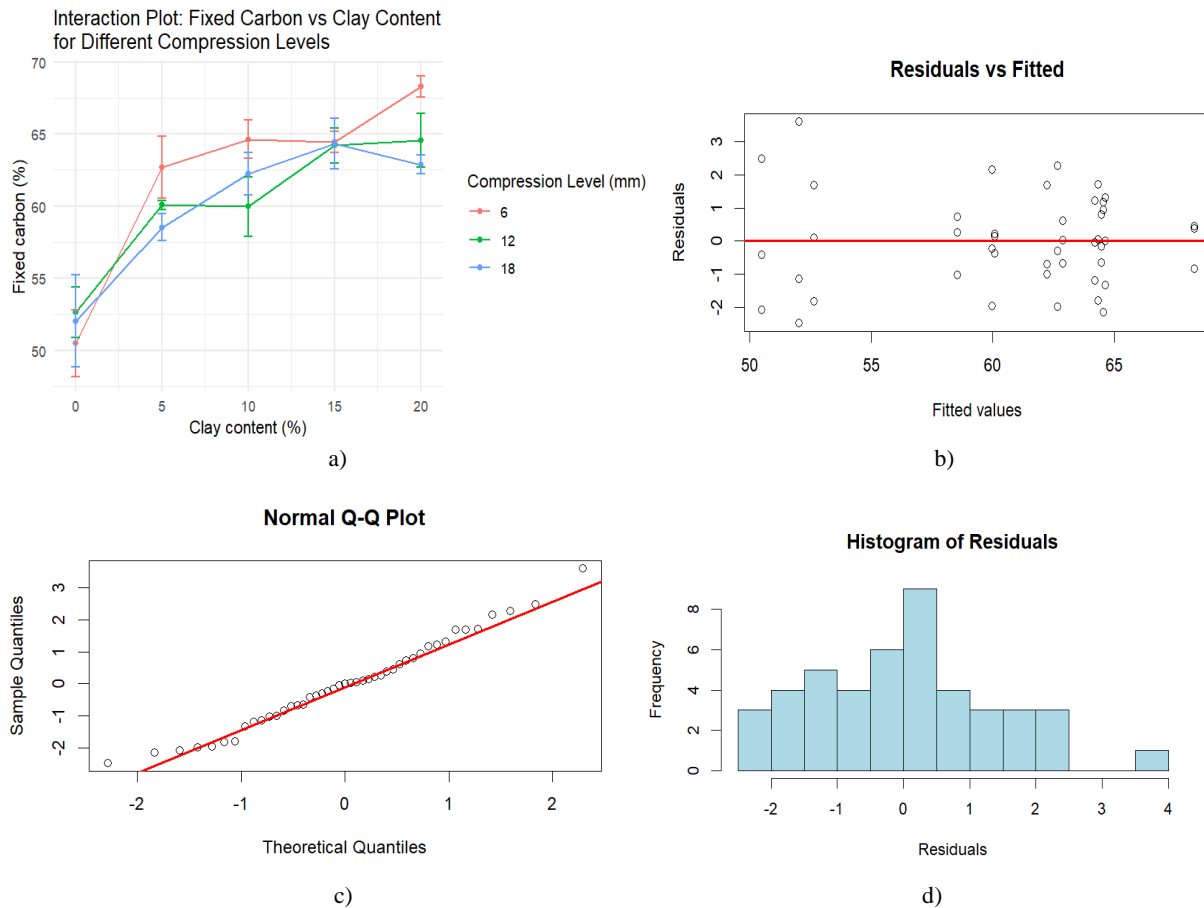 Interaction Plot: Fixed Carbon vs Clay Content
for Different Compression Levels
70
65
60
55
50
Fixed carbon (%)
0 5 10 15 20
Clay content (%)
Compression Level (mm)
6
12
18
a)
Residuals vs Fitted
3
2
1
0
-1
-2
Residuals
50 55 60 65
Fitted values
b)
Normal Q-Q Plot
3
2
1
0
-1
-2
Sample Quantiles
-2 -1 0 1 2
Theoretical Quantiles
c)
Histogram of Residuals
8
6
4
2
0
Frequency
-2 -1 0 1 2 3 4
Residuals
d)